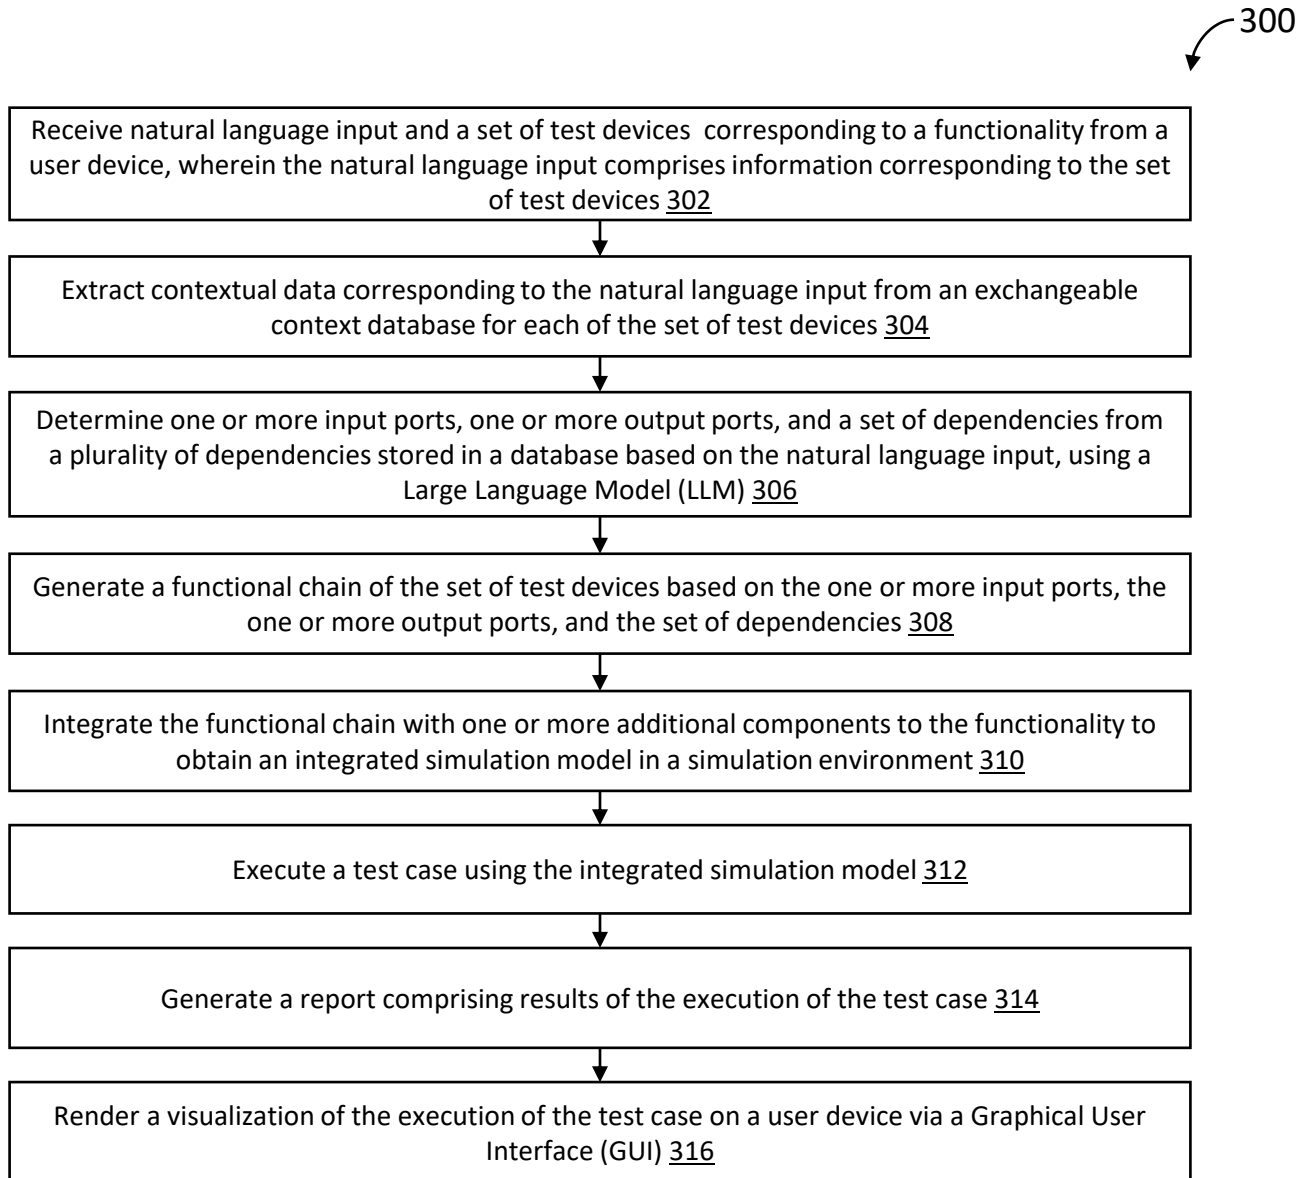 300
Receive natural language input and a set of test devices corresponding to a functionality from a
user device, wherein the natural language input comprises information corresponding to the set
of test devices 302
Extract contextual data corresponding to the natural language input from an exchangeable
context database for each of the set of test devices 304
Determine one or more input ports, one or more output ports, and a set of dependencies from
a plurality of dependencies stored in a database based on the natural language input, using a
Large Language Model (LLM) 306
Generate a functional chain of the set of test devices based on the one or more input ports, the
one or more output ports, and the set of dependencies 308
Integrate the functional chain with one or more additional components to the functionality to
obtain an integrated simulation model in a simulation environment 310
Execute a test case using the integrated simulation model 312
Generate a report comprising results of the execution of the test case 314
Render a visualization of the execution of the test case on a user device via a Graphical User
Interface (GUI) 316